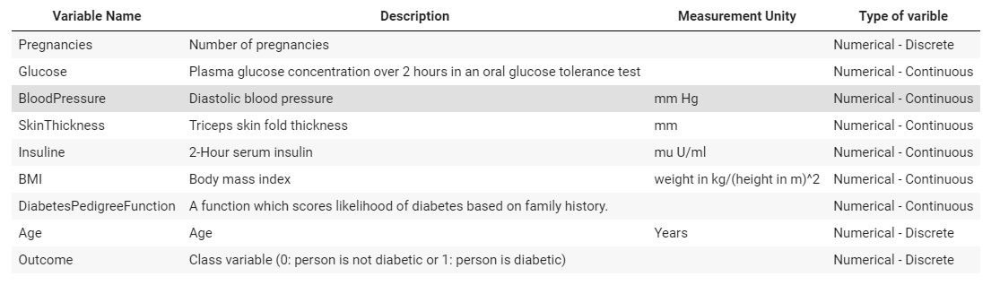 Variable Name Description Measurement Unity Type of varible
Pregnancies Number of pregnancies Numerical - Discrete
Glucose Plasma glucose concentration over 2 hours in an oral glucose tolerance test Numerical - Continuous
BloodPressure Diastolic blood pressure mm Hg Numerical - Continuous
SkinThickness Triceps skin fold thickness mm Numerical - Continuous
Insuline 2-Hour serum insulin mu U/ml Numerical - Continuous
BMI Body mass index weight in kg/(height in m)^2 Numerical - Continuous
DiabetesPedigreeFunction A function which scores likelihood of diabetes based on family history. Numerical - Continuous
Age Age Years Numerical - Discrete
Outcome Class variable (0: person is not diabetic or 1: person is diabetic) Numerical - Discrete